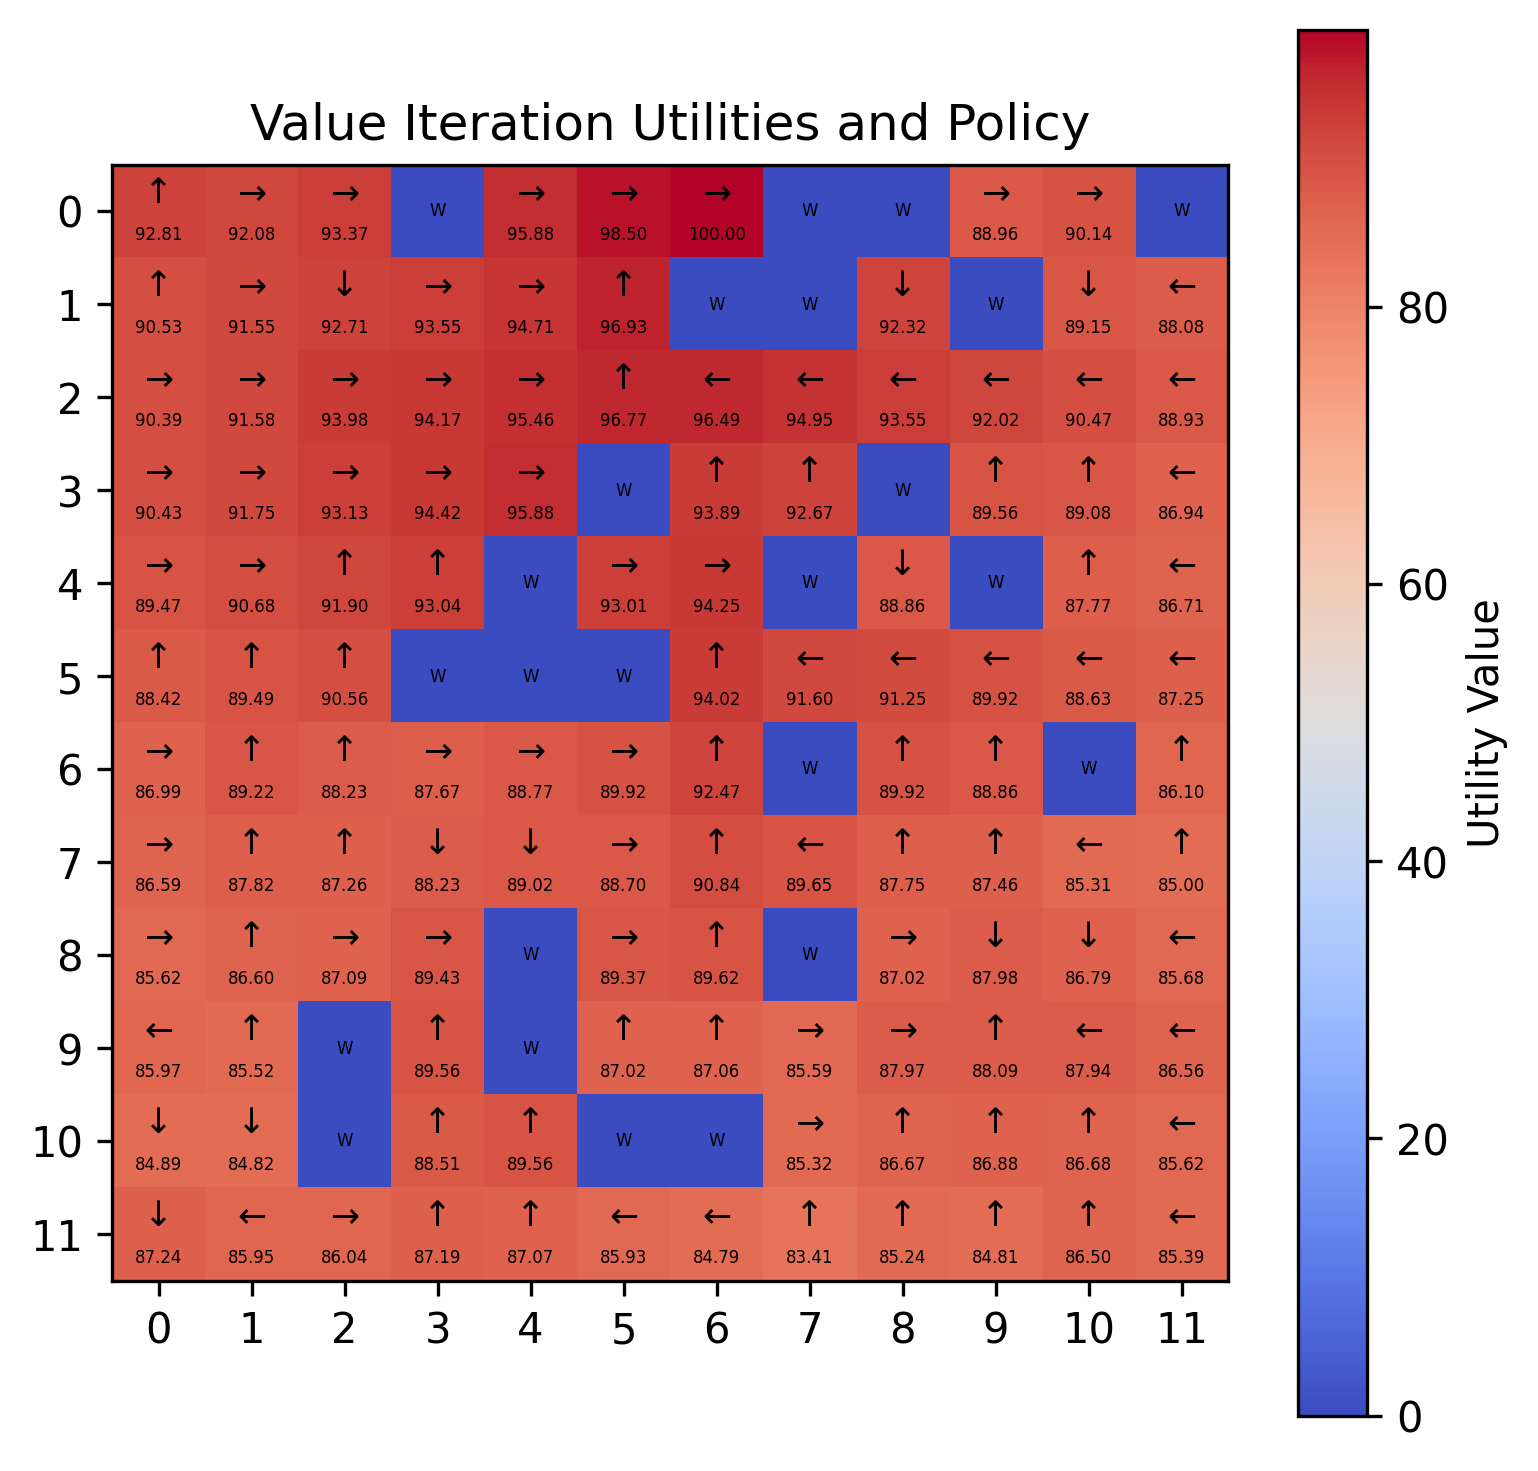 Value Iteration Utilities and Policy
0 ↑ → → W → → → W W → → W
92.81 92.08 93.37 95.88 98.50 100.00 88.96 90.14
1 ↑ → ↓ → → ↑ W W ↓ W ↓ ←
90.53 91.55 92.71 93.55 94.71 96.93 92.32 89.15 88.08
2 → → → → → ↑ ← ← ← ← ← ←
90.39 91.58 93.98 94.17 95.46 96.77 96.49 94.95 93.55 92.02 90.47 88.93
3 → → → → → W ↑ ↑ W ↑ ↑ ←
90.43 91.75 93.13 94.42 95.88 93.89 92.67 89.56 89.08 86.94
4 → → ↑ ↑ W → → W ↓ W ↑ ←
89.47 90.68 91.90 93.04 93.01 94.25 88.86 87.77 86.71
5 ↑ ↑ ↑ W W W ↑ ← ← ← ← ←
88.42 89.49 90.56 94.02 91.60 91.25 89.92 88.63 87.25
6 → ↑ ↑ → → → ↑ W ↑ ↑ W ↑
86.99 89.22 88.23 87.67 88.77 89.92 92.47 89.92 88.86 86.10
7 → ↑ ↑ ↓ ↓ → ↑ ← ↑ ↑ ← ↑
86.59 87.82 87.26 88.23 89.02 88.70 90.84 89.65 87.75 87.46 85.31 85.00
8 → ↑ → → W → ↑ W → ↓ ↓ ←
85.62 86.60 87.09 89.43 89.37 89.62 87.02 87.98 86.79 85.68
9 ← ↑ W ↑ W ↑ ↑ → → ↑ ← ←
85.97 85.52 89.56 87.02 87.06 85.59 87.97 88.09 87.94 86.56
10 ↓ ↓ W ↑ ↑ W W → ↑ ↑ ↑ ←
84.89 84.82 88.51 89.56 85.32 86.67 86.88 86.68 85.62
11 ↓ ← → ↑ ↑ ← ← ↑ ↑ ↑ ↑ ←
87.24 85.95 86.04 87.19 87.07 85.93 84.79 83.41 85.24 84.81 86.50 85.39
0 1 2 3 4 5 6 7 8 9 10 11
80
60
40
20
0
Utility Value